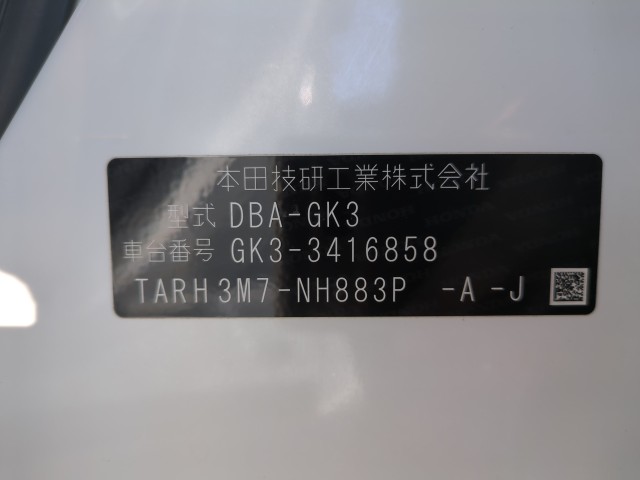 本田技研工業株式会社
型式 DBA-GK3
車台番号 GK3-3416858
TARH3M7-NH883P -A -J